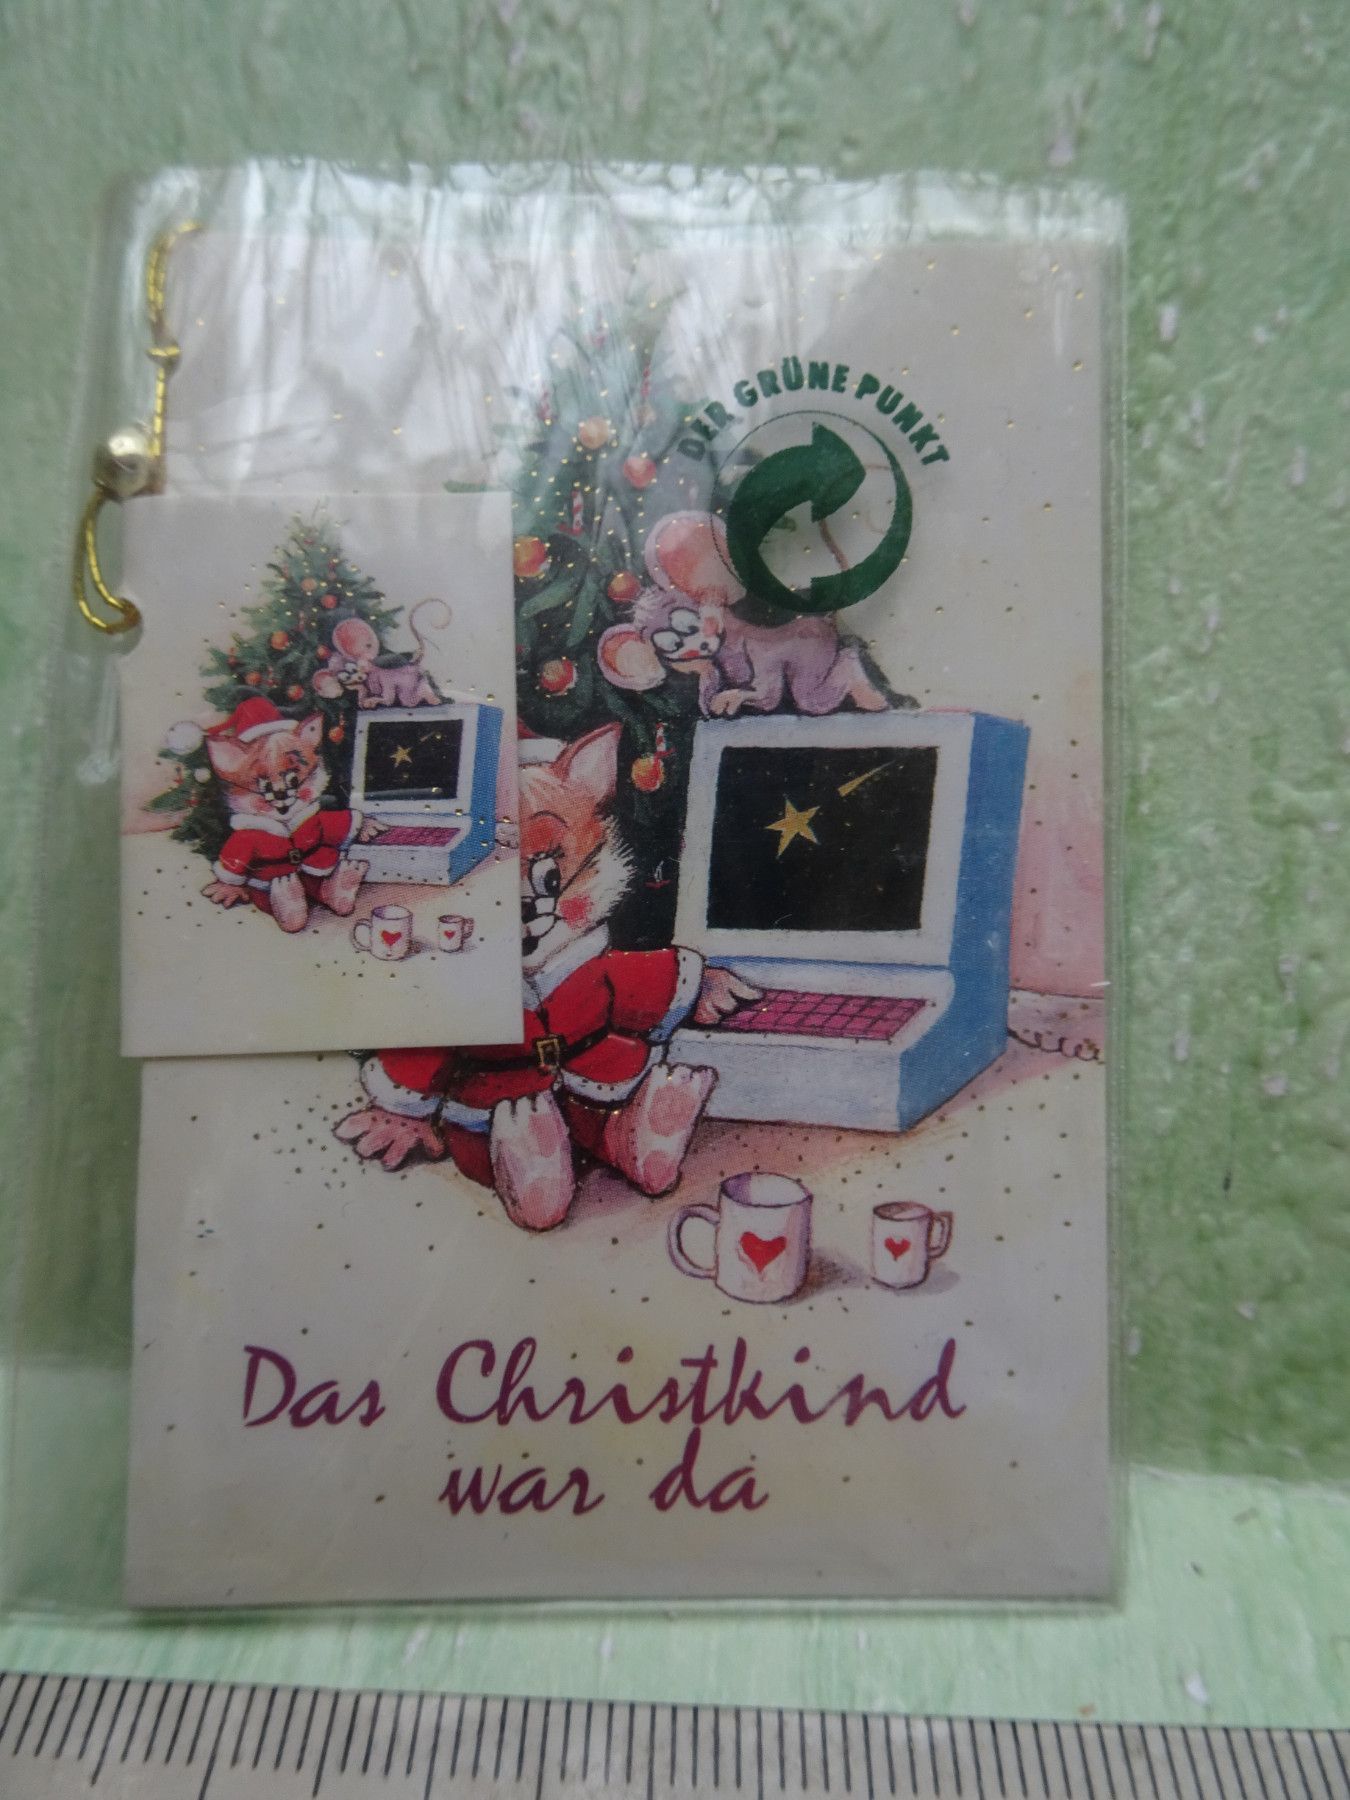 DER GRÜNE PUNKT
Das Christkind
war da